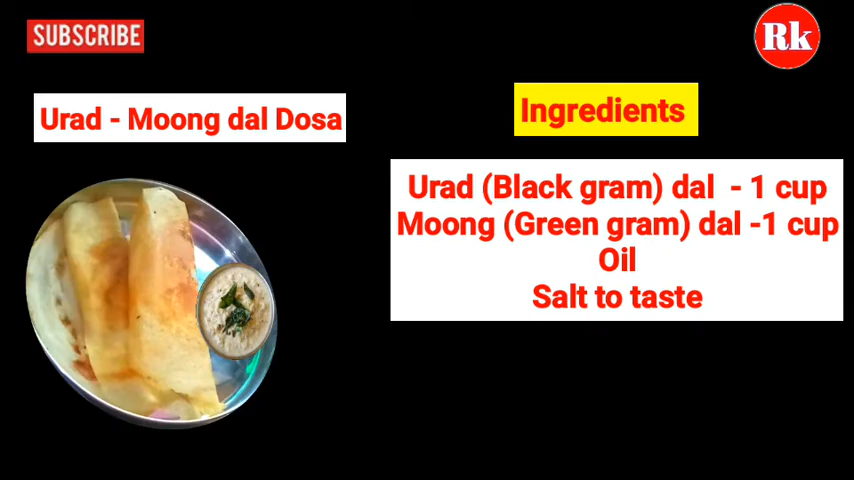 SUBSCRIBE
Rk
Urad - Moong dal Dosa
Ingredients
Urad (Black gram) dal - 1 cup
Moong (Green gram) dal -1 cup
Oil
Salt to taste